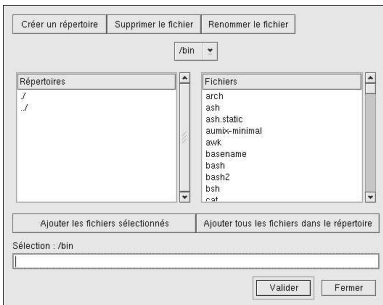 Créer un répertoire Supprimer le fichier Renommer le fichier
/bin
Répertoires Fichiers
./ arch
../ ash
ash.static
aumix-minimal
awk
basename
bash
bash2
bsh
cat
Ajouter les fichiers sélectionnés Ajouter tous les fichiers dans le répertoire
Sélection : /bin
Valider Fermer